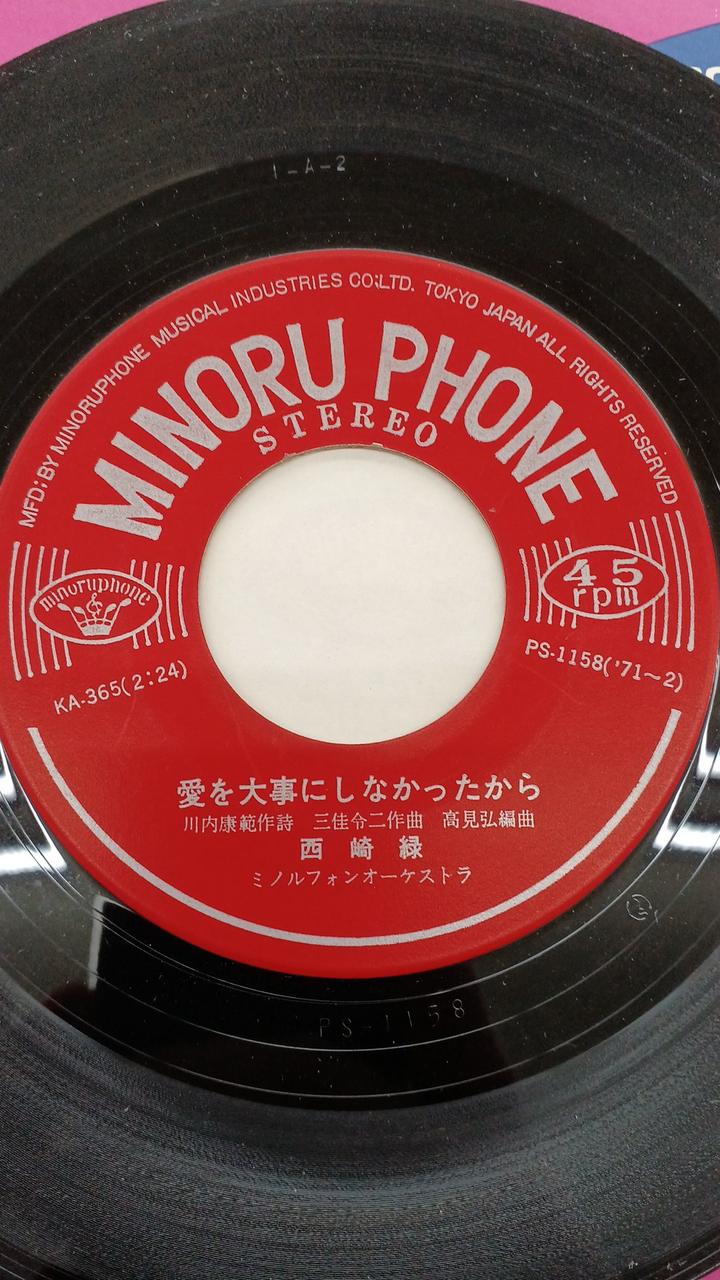 1-A-2
MFD; BY MINORUPHONE MUSICAL INDUSTRIES CO;LTD. TOKYO JAPAN ALL RIGHTS RESERVED
MINORU PHONE
STEREO
minoruphone
45
rpm
KA-365(2:24)
PS-1158('71~2)
愛を大事にしなかったから
川内康範作詩 三佳令二作曲 高見弘編曲
西崎緑
ミノルフォンオーケストラ
PS-1158